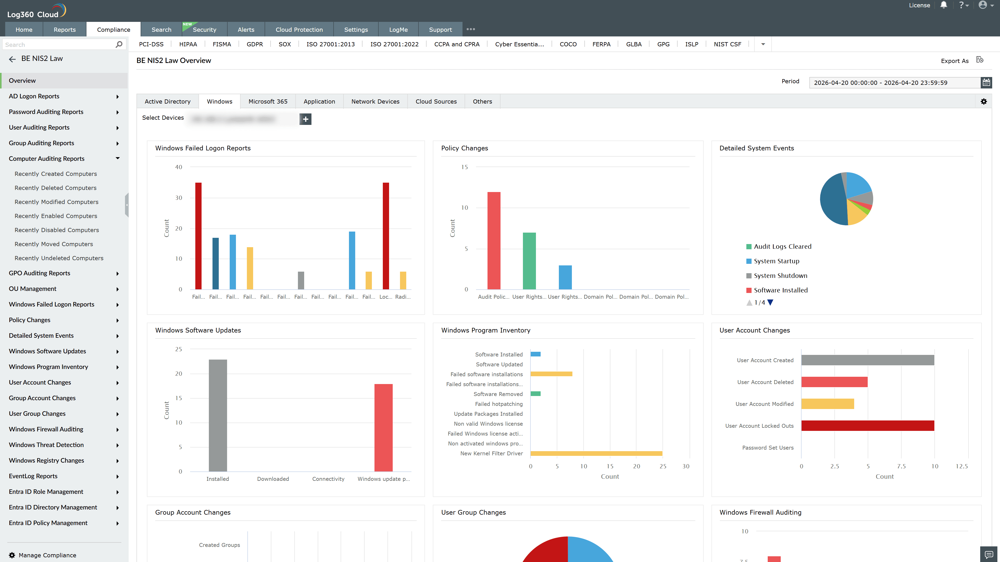 Log360 Cloud
License
?
Home
Reports
Compliance
Search
NEW
Security
Alerts
Cloud Protection
Settings
LogMe
Support
Search
PCI-DSS
HIPAA
FISMA
GDPR
SOX
ISO 27001:2013
ISO 27001:2022
CCPA and CPRA
Cyber Essentia...
COCO
FERPA
GLBA
GPG
ISLP
NIST CSF
BE NIS2 Law
Overview
AD Logon Reports
Password Auditing Reports
User Auditing Reports
Group Auditing Reports
Computer Auditing Reports
Recently Created Computers
Recently Deleted Computers
Recently Modified Computers
Recently Enabled Computers
Recently Disabled Computers
Recently Moved Computers
Recently Undeleted Computers
GPO Auditing Reports
OU Management
Windows Failed Logon Reports
Policy Changes
Detailed System Events
Windows Software Updates
Windows Program Inventory
User Account Changes
Group Account Changes
User Group Changes
Windows Firewall Auditing
Windows Threat Detection
Windows Registry Changes
EventLog Reports
Entra ID Role Management
Entra ID Directory Management
Entra ID Policy Management
Manage Compliance
BE NIS2 Law Overview
Export As
Period
2026-04-20 00:00:00 - 2026-04-20 23:59:59
Active Directory
Windows
Microsoft 365
Application
Network Devices
Cloud Sources
Others
Select Devices
Windows Failed Logon Reports
40
30
20
10
0
Count
Fail... Fail... Fail... Fail... Fail... Fail... Fail... Fail... Fail... Fail... Fail... Loc... Radi...
Policy Changes
15
10
5
0
Count
Audit Polic... User Rights... User Rights... Domain Pol... Domain Pol... Domain Pol...
Detailed System Events
Audit Logs Cleared
System Startup
System Shutdown
Software Installed
1/4
Windows Software Updates
25
20
15
10
5
0
Count
Installed Downloaded Connectivity Windows update p...
Windows Program Inventory
Software Installed
Software Updated
Failed software installations
Failed software installations...
Software Removed
Failed hotpatching
Update Packages Installed
Non valid Windows license
Failed Windows license acti...
Non activated windows pro...
New Kernel Filter Driver
0 5 10 15 20 25 30
Count
User Account Changes
User Account Created
User Account Deleted
User Account Modified
User Account Locked Outs
Password Set Users
0 2.5 5 7.5 10 12.5
Count
Group Account Changes
Created Groups
User Group Changes
Windows Firewall Auditing
10
7.5